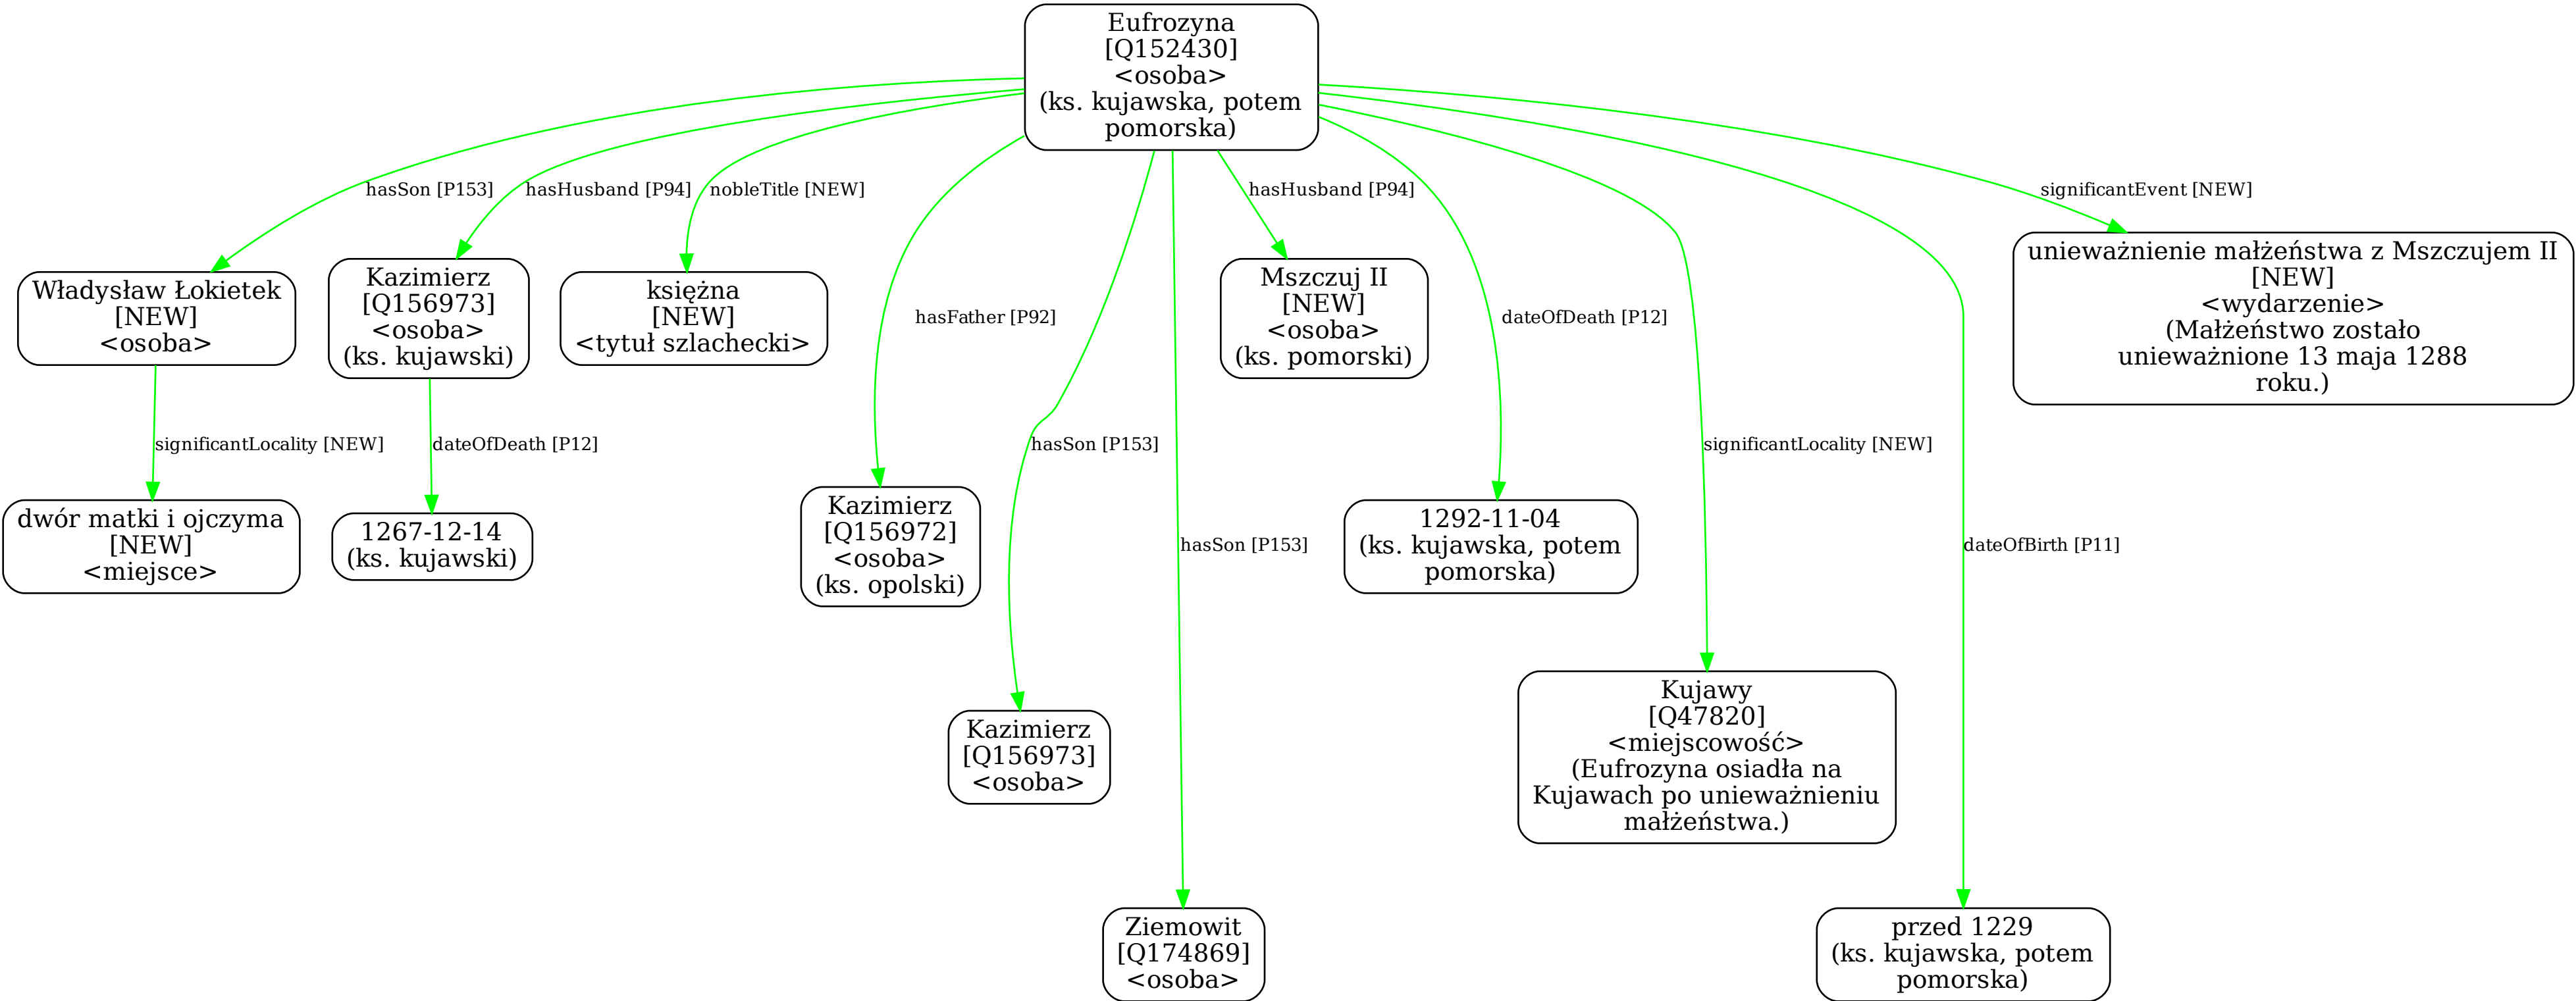 Eufrozyna
[Q152430]
<osoba>
(ks. kujawska, potem
pomorska)
hasSon [P153]
hasHusband [P94]
nobleTitle [NEW]
hasHusband [P94]
significantEvent [NEW]
Władysław Łokietek
[NEW]
<osoba>
Kazimierz
[Q156973]
<osoba>
(ks. kujawski)
księżna
[NEW]
<tytuł szlachecki>
hasFather [P92]
Mszczuj II
[NEW]
<osoba>
(ks. pomorski)
dateOfDeath [P12]
unieważnienie małżeństwa z Mszczujem II
[NEW]
<wydarzenie>
(Małżeństwo zostało
unieważnione 13 maja 1288
roku.)
significantLocality [NEW]
dateOfDeath [P12]
hasSon [P153]
significantLocality [NEW]
dwór matki i ojczyma
[NEW]
<miejsce>
1267-12-14
(ks. kujawski)
Kazimierz
[Q156972]
<osoba>
(ks. opolski)
hasSon [P153]
1292-11-04
(ks. kujawska, potem
pomorska)
dateOfBirth [P11]
Kazimierz
[Q156973]
<osoba>
Kujawy
[Q47820]
<miejscowość>
(Eufrozyna osiadła na
Kujawach po unieważnieniu
małżeństwa.)
Ziemowit
[Q174869]
<osoba>
przed 1229
(ks. kujawska, potem
pomorska)